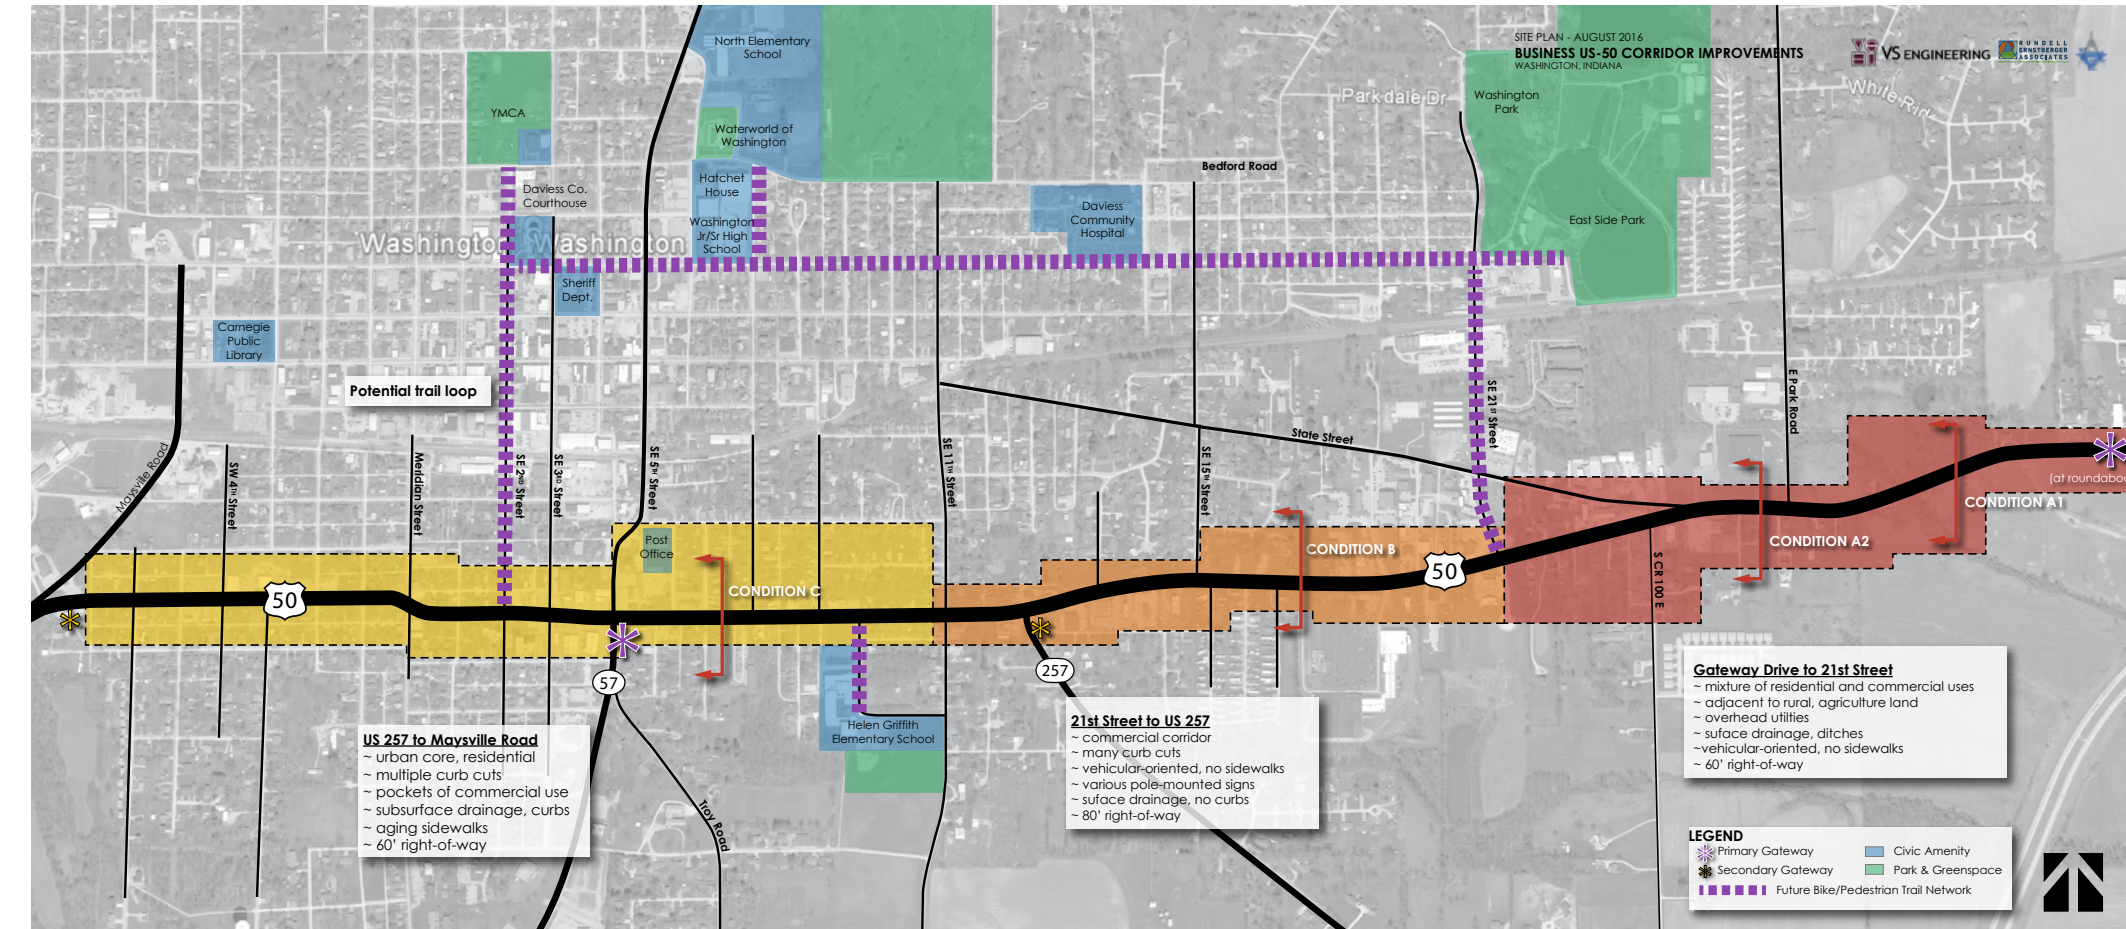 SITE PLAN - AUGUST 2016
BUSINESS US-50 CORRIDOR IMPROVEMENTS
WASHINGTON, INDIANA
VS ENGINEERING
RUNDELL
ERNSTBERGER
ASSOCIATES
North Elementary
School
YMCA
Waterworld of
Washington
Parkdale Dr
Washington
Park
White Rid
Bedford Road
Hatchet
House
Daviess Co.
Courthouse
Washington
Jr/Sr High
School
Daviess
Community
Hospital
East Side Park
Washingto
Washington
Sheriff
Dept.
Carnegie
Public
Library
Potential trail loop
Maysville Road
SW 4TH Street
Meridian Street
SE 2ND Street
SE 3RD Street
SE 5TH Street
SE 11TH Street
SE 15TH Street
State Street
SE 21ST Street
E Park Road
(at roundabou
CONDITION A1
CONDITION A2
CONDITION B
Post
Office
CONDITION C
50
50
S CR 100 E
57
257
Helen Griffith
Elementary School
Troy Road
US 257 to Maysville Road
~ urban core, residential
~ multiple curb cuts
~ pockets of commercial use
~ subsurface drainage, curbs
~ aging sidewalks
~ 60' right-of-way
21st Street to US 257
~ commercial corridor
~ many curb cuts
~ vehicular-oriented, no sidewalks
~ various pole-mounted signs
~ suface drainage, no curbs
~ 80' right-of-way
Gateway Drive to 21st Street
~ mixture of residential and commercial uses
~ adjacent to rural, agriculture land
~ overhead utilties
~ suface drainage, ditches
~vehicular-oriented, no sidewalks
~ 60' right-of-way
LEGEND
Primary Gateway
Civic Amenity
Secondary Gateway
Park & Greenspace
Future Bike/Pedestrian Trail Network